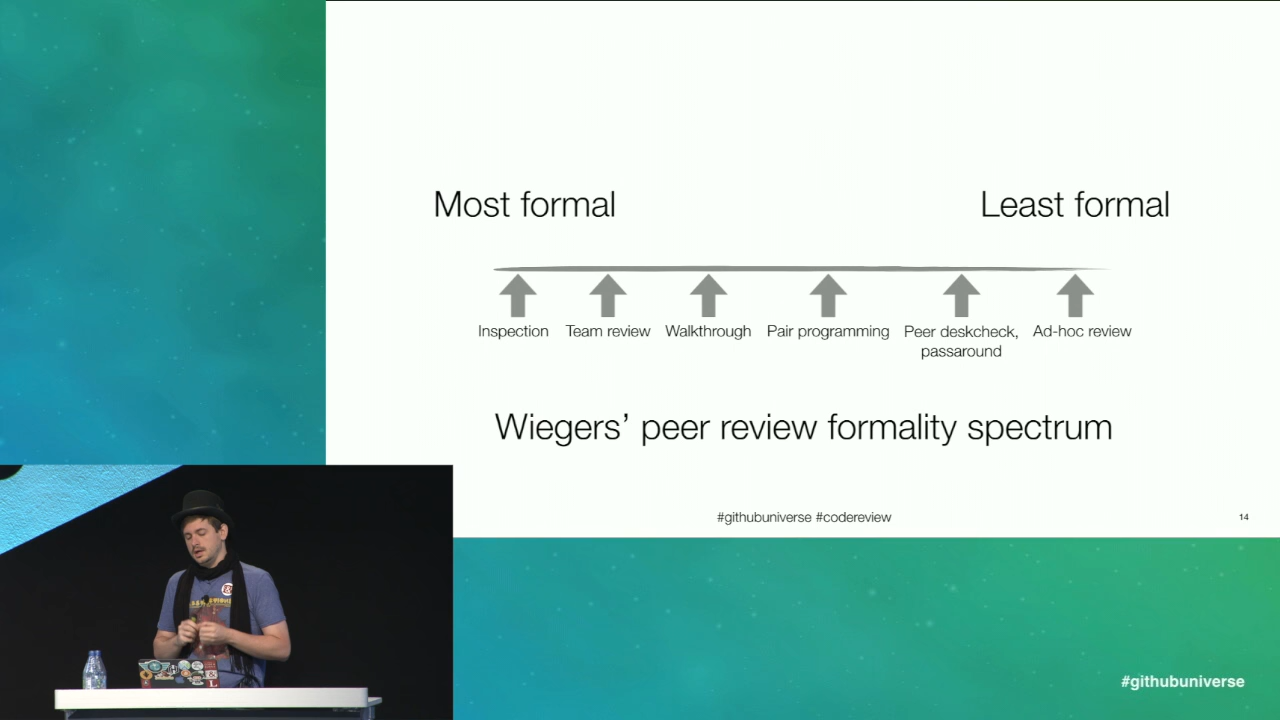 Most formal
Least formal
Inspection
Team review
Walkthrough
Pair programming
Peer deskcheck,
passaround
Ad-hoc review
Wiegers’ peer review formality spectrum
#githubuniverse #codereview
14
#githubuniverse